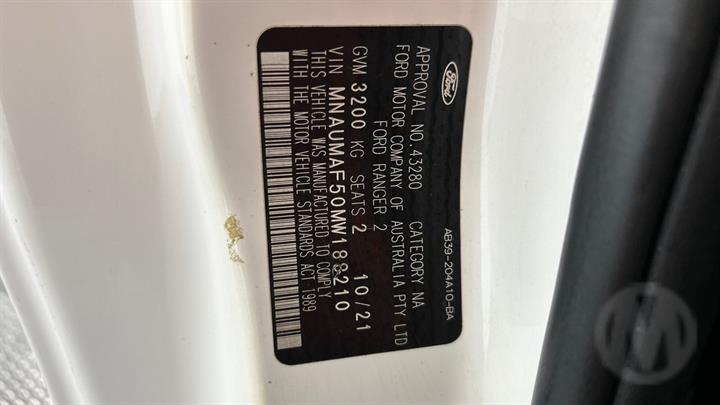 Ford
APPROVAL NO.43280 CATEGORY NA
FORD MOTOR COMPANY OF AUSTRALIA PTY LTD
FORD RANGER 2
GVM 3200 KG SEATS 2 10/21
VIN MNAUMAF50MW188210
THIS VEHICLE WAS MANUFACTURED TO COMPLY
WITH THE MOTOR VEHICLE STANDARDS ACT 1989
AB39-204A10-BA
M